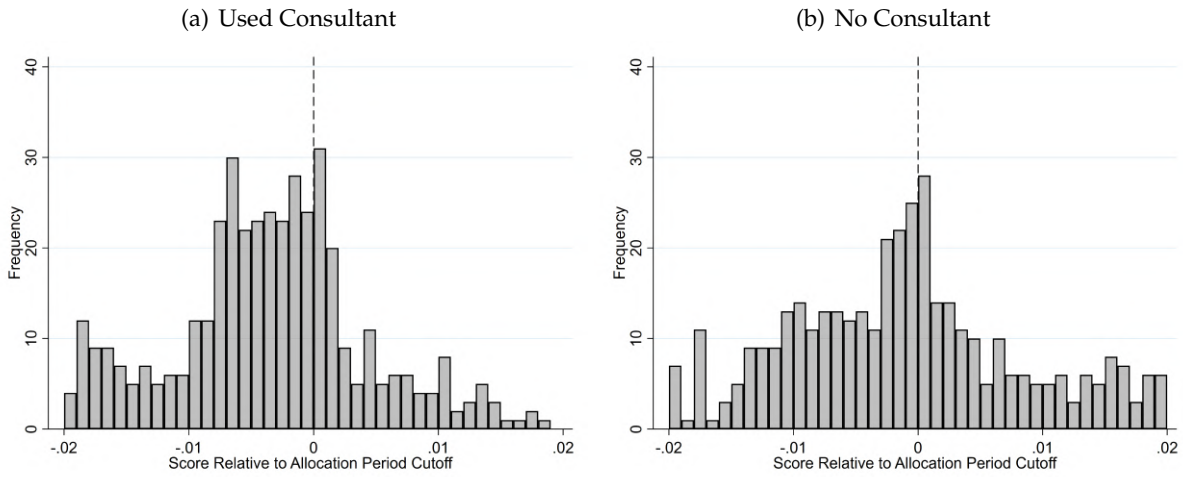 (a) Used Consultant
40
30
20
10
0
Frequency
-.02 -.01 0 .01 .02
Score Relative to Allocation Period Cutoff
(b) No Consultant
40
30
20
10
0
Frequency
-.02 -.01 0 .01 .02
Score Relative to Allocation Period Cutoff